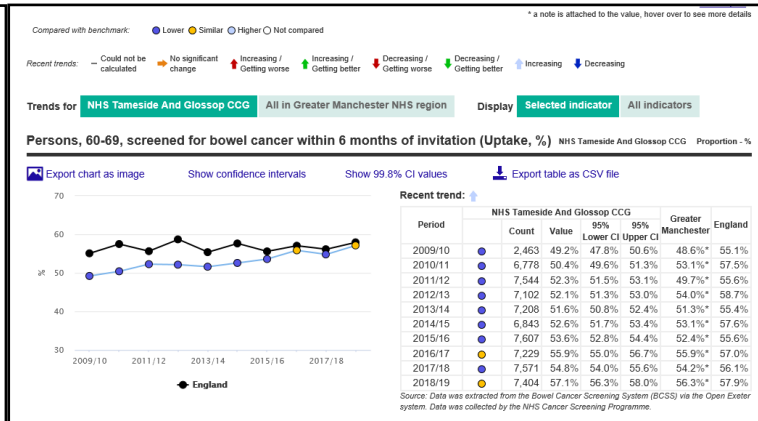 * a note is attached to the value, hover over to see more details
Compared with benchmark: Lower Similar Higher Not compared
Recent trends: – Could not be calculated No significant change Increasing / Getting worse Increasing / Getting better Decreasing / Getting worse Decreasing / Getting better Increasing Decreasing
Trends for NHS Tameside And Glossop CCG All in Greater Manchester NHS region Display Selected indicator All indicators
Persons, 60-69, screened for bowel cancer within 6 months of invitation (Uptake, %) NHS Tameside And Glossop CCG Proportion - %
Export chart as image Show confidence intervals Show 99.8% CI values Export table as CSV file
70
60
50
40
30
%
2009/10 2011/12 2013/14 2015/16 2017/18
England
Recent trend:
Period NHS Tameside And Glossop CCG Greater Manchester England
Count Value 95% Lower CI 95% Upper CI
2009/10 2,463 49.2% 47.8% 50.6% 48.6%* 55.1%
2010/11 6,778 50.4% 49.6% 51.3% 53.1%* 57.5%
2011/12 7,544 52.3% 51.5% 53.1% 49.7%* 55.6%
2012/13 7,102 52.1% 51.3% 53.0% 54.0%* 58.7%
2013/14 7,208 51.6% 50.8% 52.4% 51.3%* 55.4%
2014/15 6,843 52.6% 51.7% 53.4% 53.1%* 57.6%
2015/16 7,607 53.6% 52.8% 54.4% 52.4%* 55.6%
2016/17 7,229 55.9% 55.0% 56.7% 55.9%* 57.0%
2017/18 7,571 54.8% 54.0% 55.6% 54.2%* 56.1%
2018/19 7,404 57.1% 56.3% 58.0% 56.3%* 57.9%
Source: Data was extracted from the Bowel Cancer Screening System (BCSS) via the Open Exeter
system. Data was collected by the NHS Cancer Screening Programme.